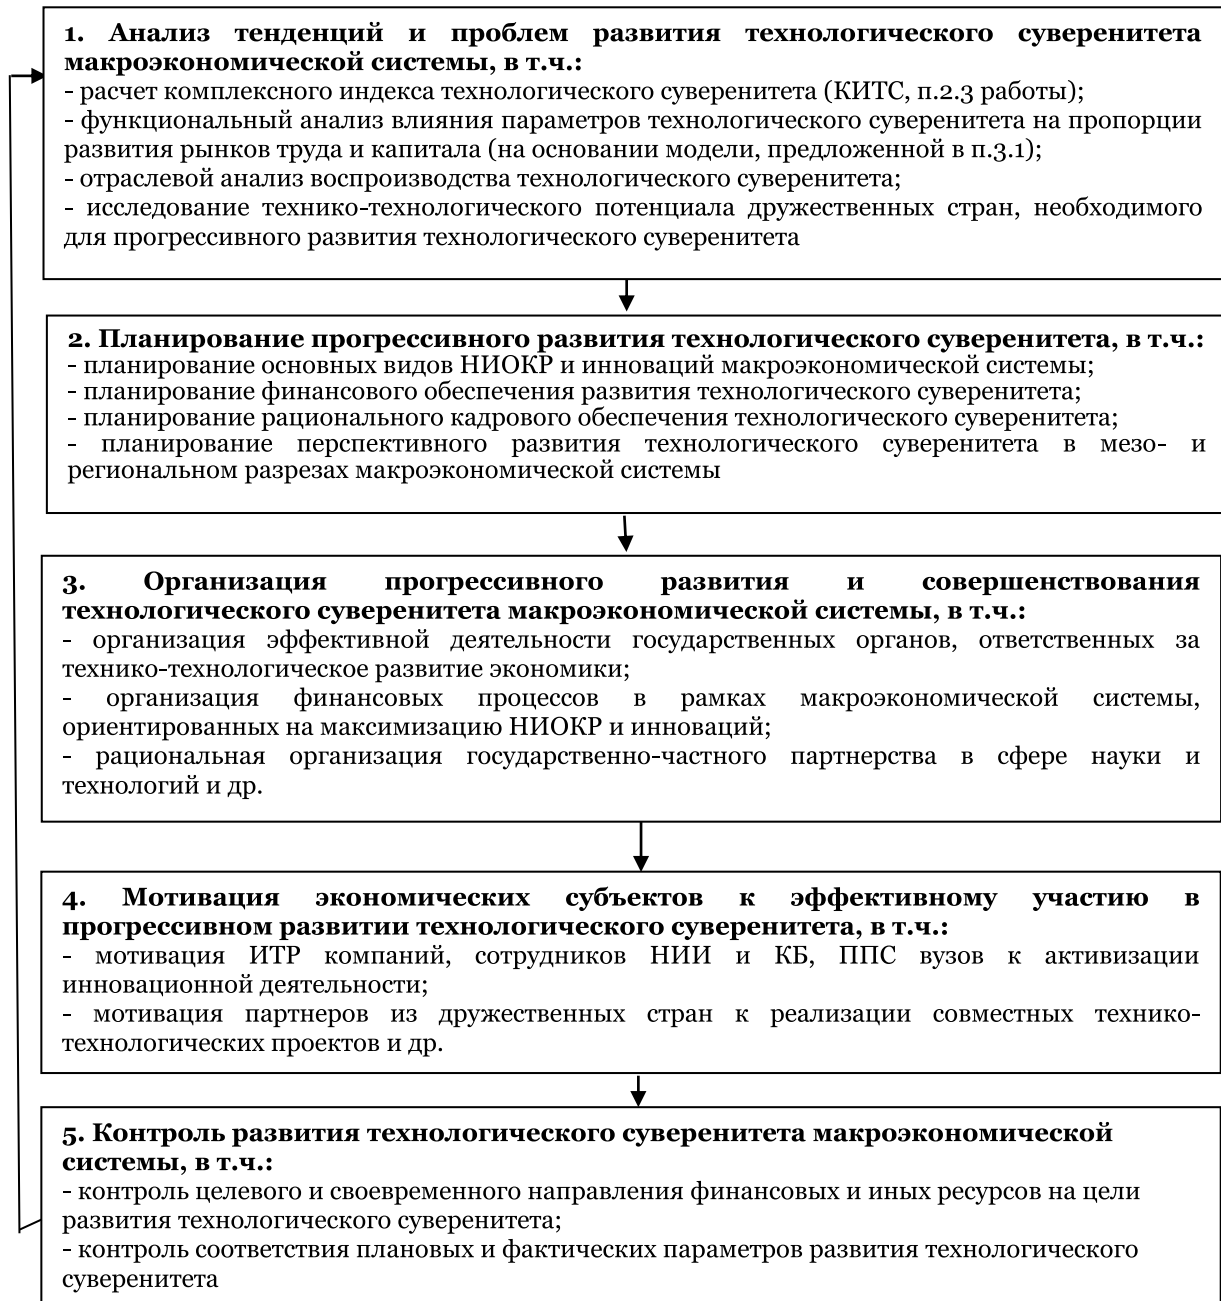 1. Анализ тенденций и проблем развития технологического суверенитета
макроэкономической системы, в т.ч.:
- расчет комплексного индекса технологического суверенитета (КИТС, п.2.3 работы);
- функциональный анализ влияния параметров технологического суверенитета на пропорции
развития рынков труда и капитала (на основании модели, предложенной в п.3.1);
- отраслевой анализ воспроизводства технологического суверенитета;
- исследование технико-технологического потенциала дружественных стран, необходимого
для прогрессивного развития технологического суверенитета
2. Планирование прогрессивного развития технологического суверенитета, в т.ч.:
- планирование основных видов НИОКР и инноваций макроэкономической системы;
- планирование финансового обеспечения развития технологического суверенитета;
- планирование рационального кадрового обеспечения технологического суверенитета;
- планирование перспективного развития технологического суверенитета в мезо- и
региональном разрезах макроэкономической системы
3. Организация прогрессивного развития и совершенствования
технологического суверенитета макроэкономической системы, в т.ч.:
- организация эффективной деятельности государственных органов, ответственных за
технико-технологическое развитие экономики;
- организация финансовых процессов в рамках макроэкономической системы,
ориентированных на максимизацию НИОКР и инноваций;
- рациональная организация государственно-частного партнерства в сфере науки и
технологий и др.
4. Мотивация экономических субъектов к эффективному участию в
прогрессивном развитии технологического суверенитета, в т.ч.:
- мотивация ИТР компаний, сотрудников НИИ и КБ, ППС вузов к активизации
инновационной деятельности;
- мотивация партнеров из дружественных стран к реализации совместных технико-
технологических проектов и др.
5. Контроль развития технологического суверенитета макроэкономической
системы, в т.ч.:
- контроль целевого и своевременного направления финансовых и иных ресурсов на цели
развития технологического суверенитета;
- контроль соответствия плановых и фактических параметров развития технологического
суверенитета